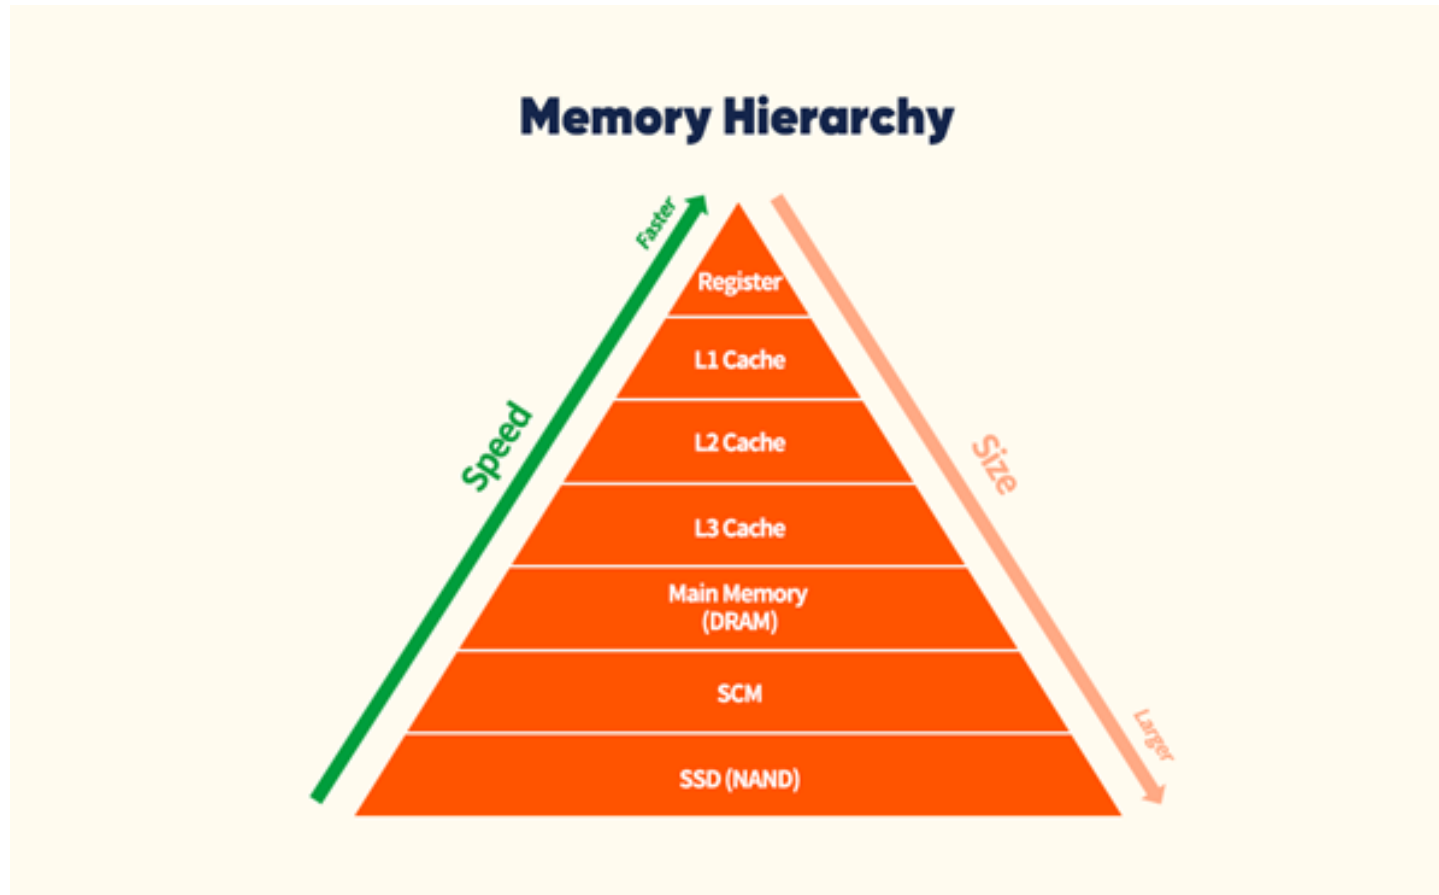 Memory Hierarchy
Faster
Speed
Register
L1 Cache
L2 Cache
L3 Cache
Main Memory
(DRAM)
SCM
SSD (NAND)
Size
Larger